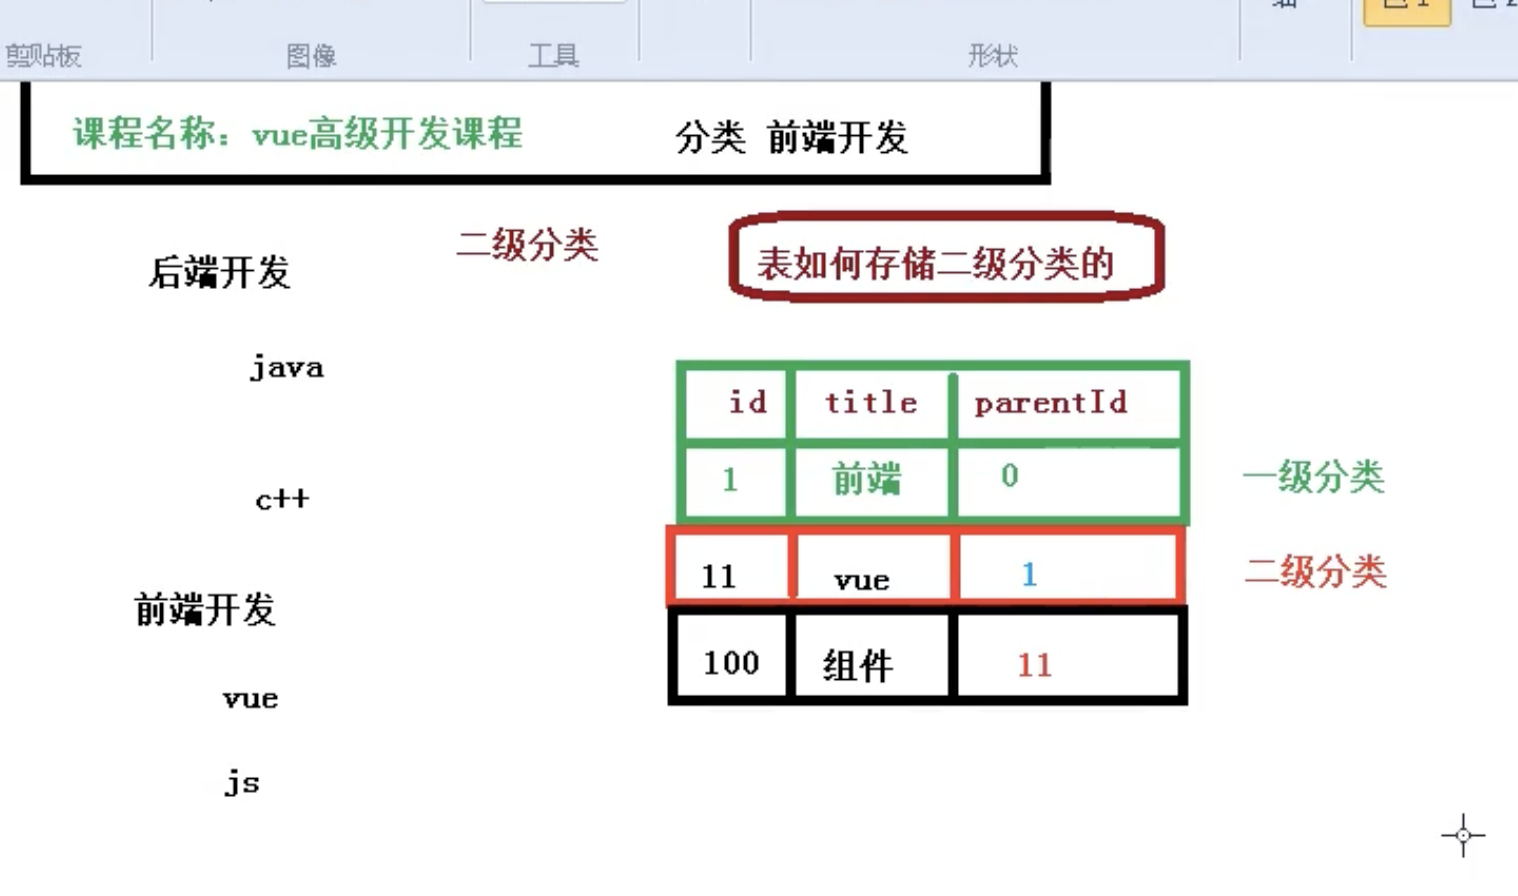 剪贴板 图像 工具 形状
课程名称：vue高级开发课程 分类 前端开发
二级分类
表如何存储二级分类的
后端开发
java
c++
前端开发
vue
js
id title parentId
1 前端 0 一级分类
11 vue 1 二级分类
100 组件 11